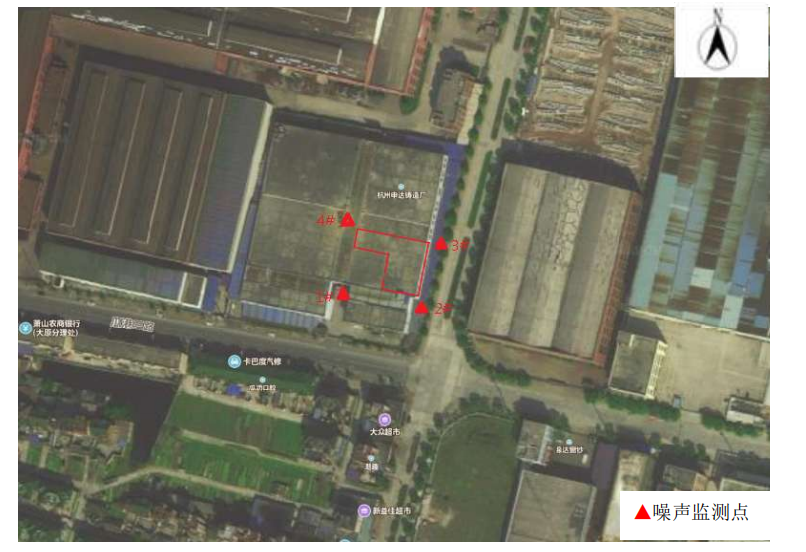 N
杭州申达铸造厂
4#
3#
1#
2#
萧山农商银行
(大原分理处)
卡巴度汽修
大众超市
新盈佳超市
噪声监测点